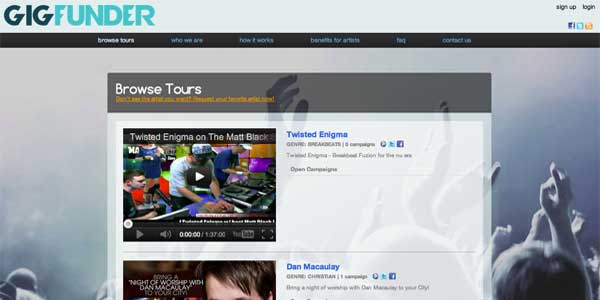 GIGFUNDER
sign up login
browse tours who we are how it works benefits for artists faq contact us
Browse Tours
Don't see the artist you want? Request your favorite artist now!
Twisted Enigma on The Matt Black
Twisted Enigma
GENRE: BREAKBEATS | 0 campaigns
Twisted Enigma - Breakbeat Fusion for the nu era
Open Campaigns
0:00:00 / 1:37:00
BRING A
"NIGHT OF WORSHIP WITH
DAN MACAULAY"
TO YOUR CITY!
Dan Macaulay
GENRE: CHRISTIAN | 1 campaign
Bring a night of worship with Dan Macaulay to your City!
Open Campaigns